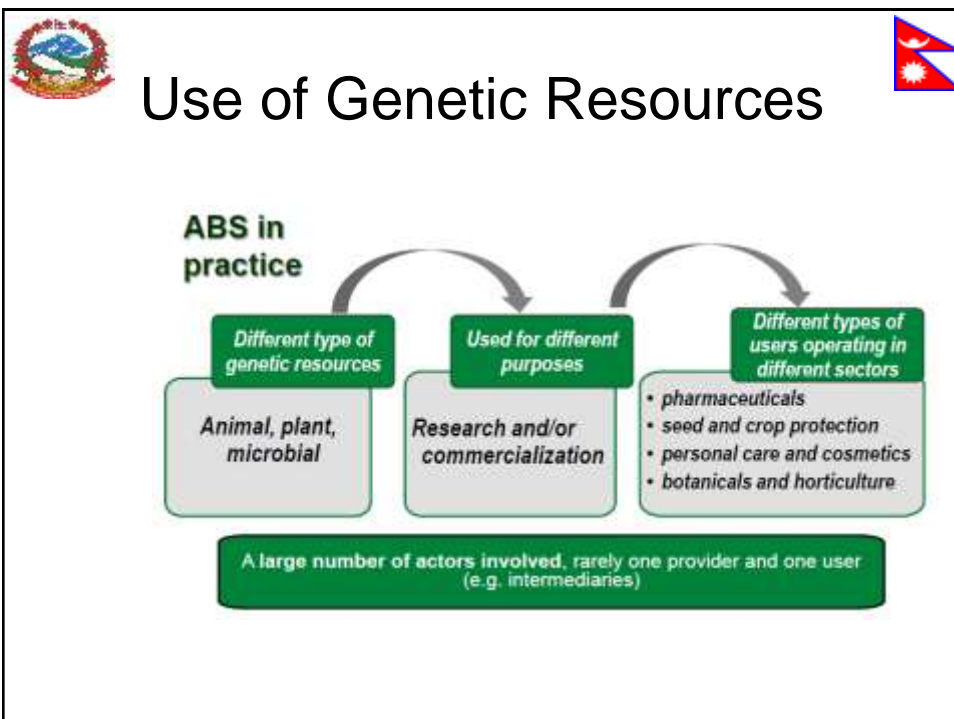 Use of Genetic Resources
ABS in
practice
Different type of
genetic resources
Animal, plant,
microbial
Used for different
purposes
Research and/or
commercialization
Different types of
users operating in
different sectors
• pharmaceuticals
• seed and crop protection
• personal care and cosmetics
• botanicals and horticulture
A large number of actors involved, rarely one provider and one user
(e.g. intermediaries)